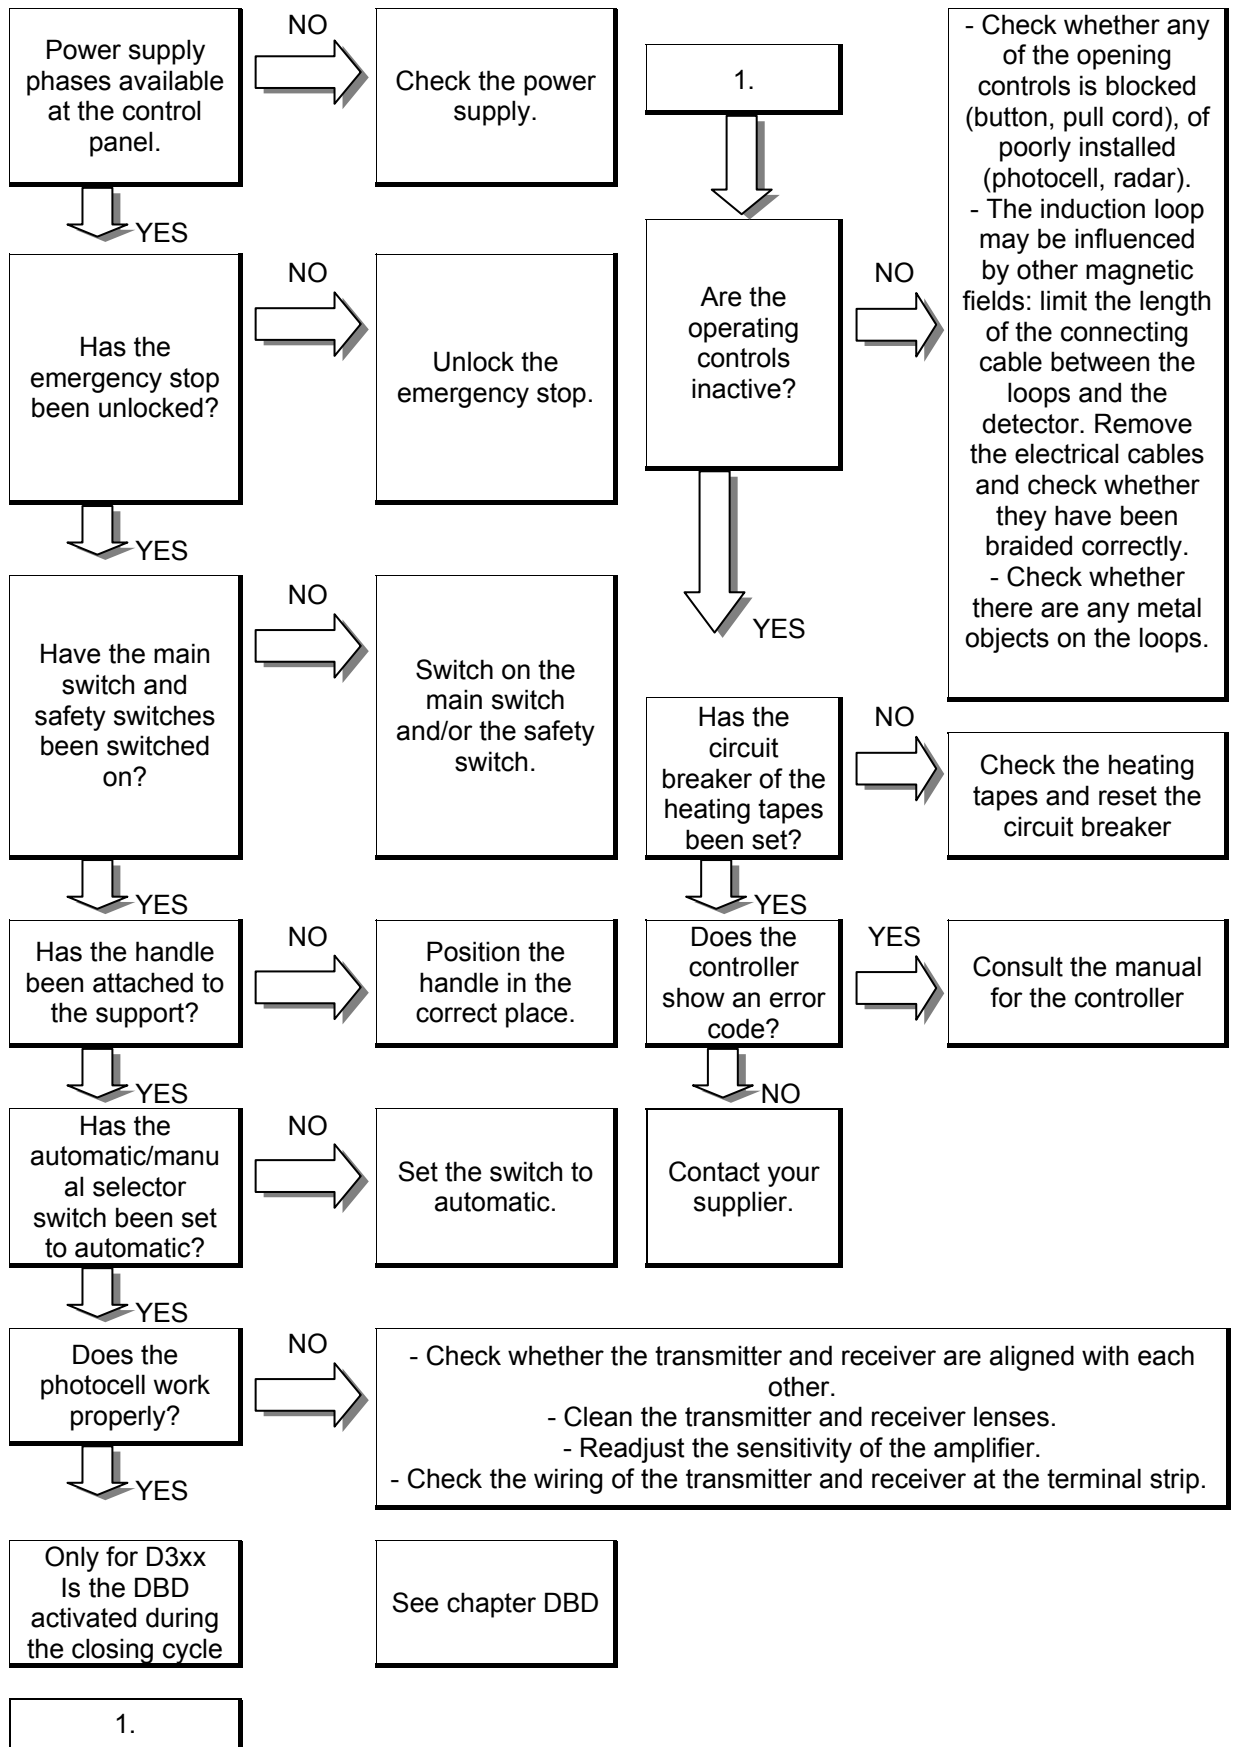 Power supply
phases available
at the control
panel.
NO
Check the power
supply.
YES
Has the
emergency stop
been unlocked?
NO
Unlock the
emergency stop.
YES
Have the main
switch and
safety switches
been switched
on?
NO
Switch on the
main switch
and/or the safety
switch.
YES
Has the handle
been attached to
the support?
NO
Position the
handle in the
correct place.
YES
Has the
automatic/manu
al selector
switch been set
to automatic?
NO
Set the switch to
automatic.
YES
Does the
photocell work
properly?
NO
- Check whether the transmitter and receiver are aligned with each
other.
- Clean the transmitter and receiver lenses.
- Readjust the sensitivity of the amplifier.
- Check the wiring of the transmitter and receiver at the terminal strip.
YES
Only for D3xx
Is the DBD
activated during
the closing cycle
See chapter DBD
1.
1.
Are the
operating
controls
inactive?
NO
- Check whether any
of the opening
controls is blocked
(button, pull cord), of
poorly installed
(photocell, radar).
- The induction loop
may be influenced
by other magnetic
fields: limit the length
of the connecting
cable between the
loops and the
detector. Remove
the electrical cables
and check whether
they have been
braided correctly.
- Check whether
there are any metal
objects on the loops.
YES
Has the
circuit
breaker of the
heating tapes
been set?
NO
Check the heating
tapes and reset the
circuit breaker
YES
Does the
controller
show an error
code?
YES
Consult the manual
for the controller
NO
Contact your
supplier.